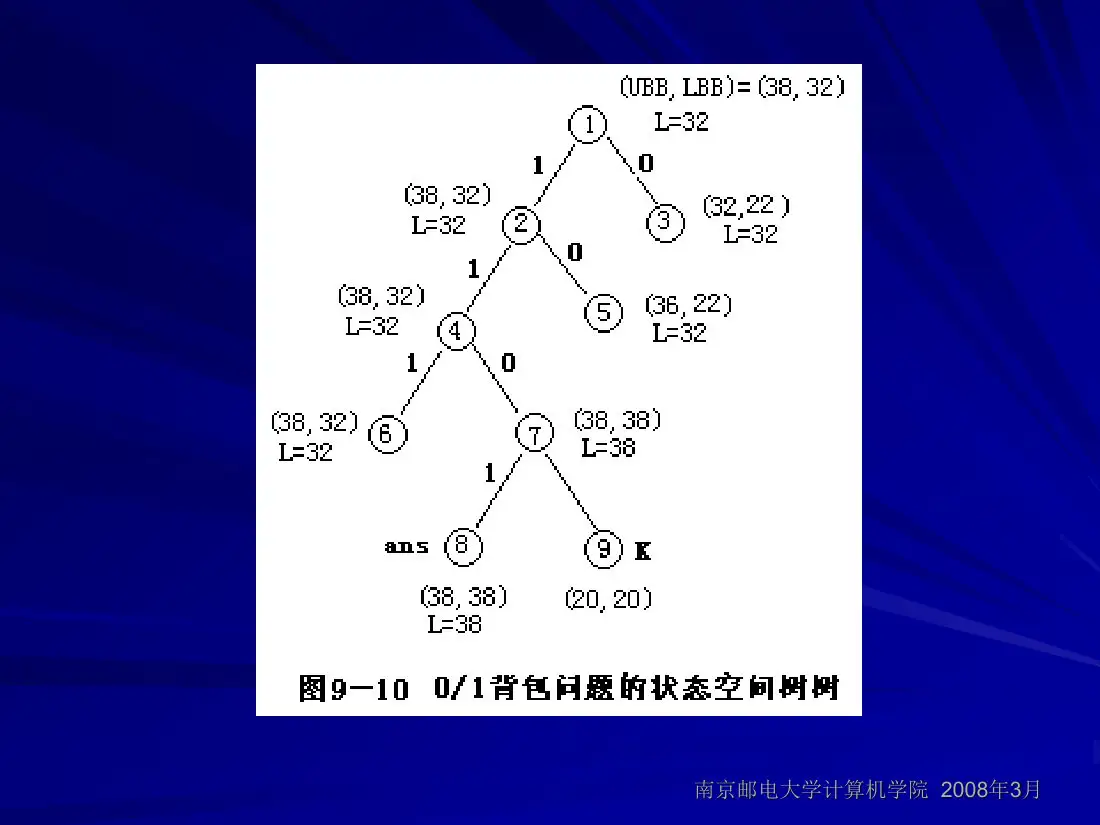 (UBB, LBB)=(38, 32)
L=32
1
1
0
(38, 32)
L=32
2
3
(32,22)
L=32
1
0
(38, 32)
L=32
4
5
(36, 22)
L=32
1
0
(38, 32)
L=32
6
7
(38, 38)
L=38
1
ans
8
9
K
(38, 38)
L=38
(20, 20)
图9-10 0/1背包问题的状态空间树树
南京邮电大学计算机学院 2008年3月